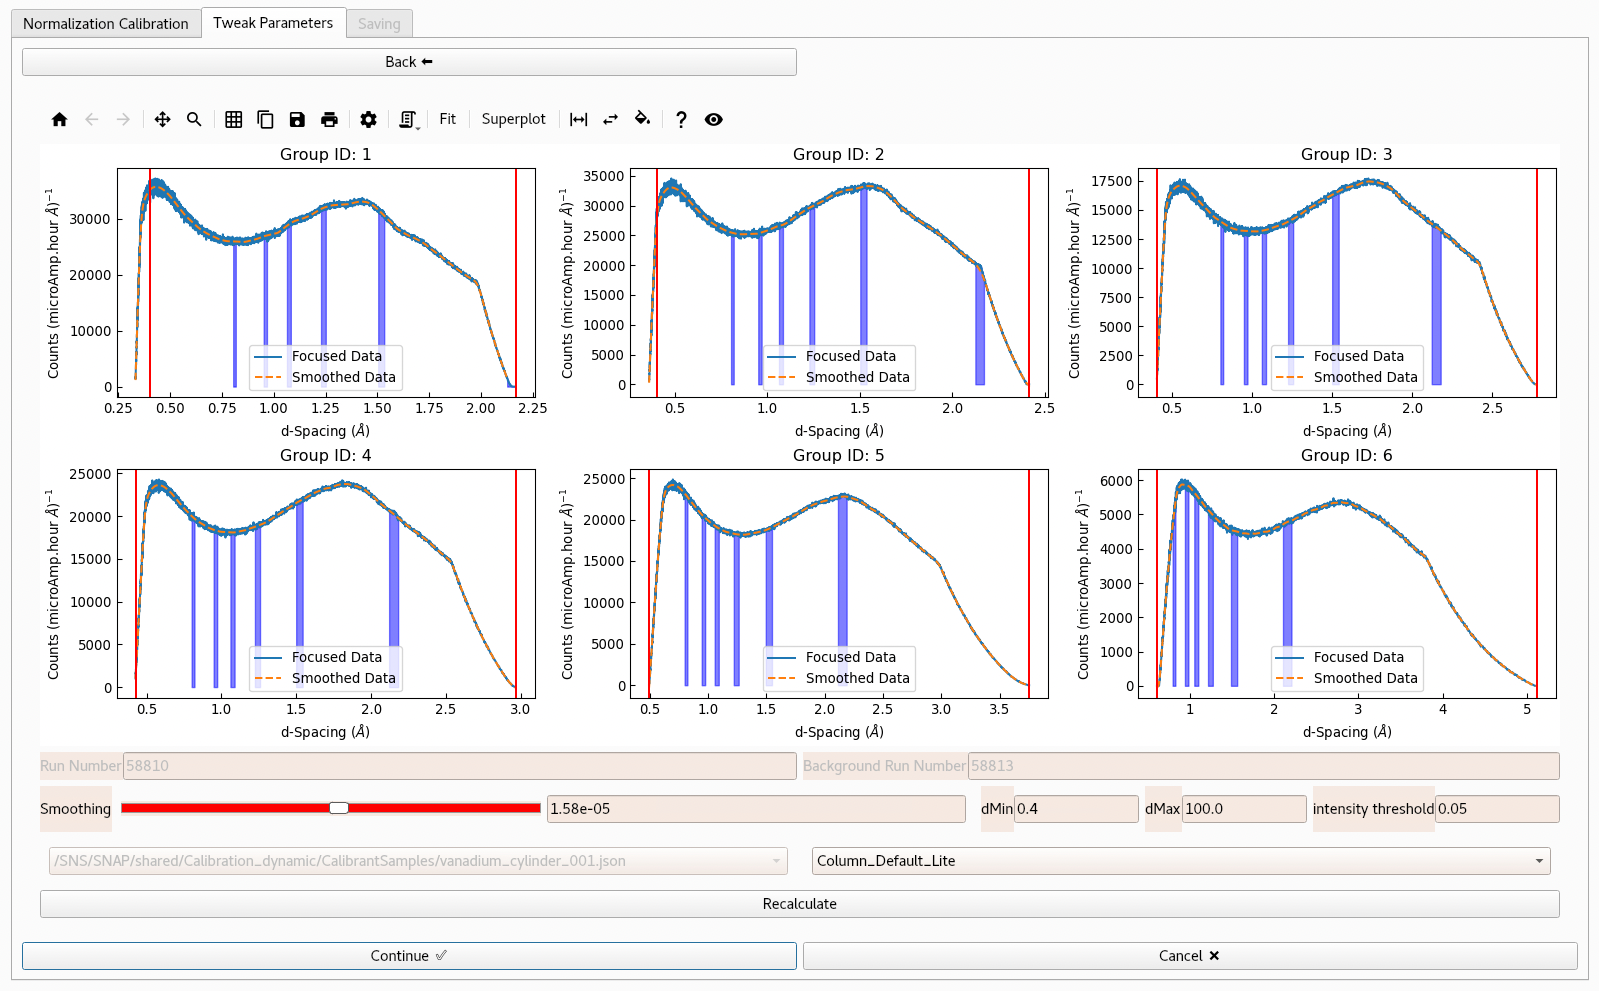 Normalization Calibration Tweak Parameters Saving
Back
Fit Superplot
Group ID: 1 Group ID: 2 Group ID: 3
Counts (microAmp.hour Å)⁻¹ Counts (microAmp.hour Å)⁻¹ Counts (microAmp.hour Å)⁻¹
30000 35000 17500
20000 30000 15000
10000 25000 12500
0 20000 10000
15000 7500
10000 5000
5000 2500
0 0
Focused Data Focused Data Focused Data
Smoothed Data Smoothed Data Smoothed Data
0.25 0.50 0.75 1.00 1.25 1.50 1.75 2.00 2.25 0.5 1.0 1.5 2.0 2.5 0.5 1.0 1.5 2.0 2.5
d-Spacing (Å) d-Spacing (Å) d-Spacing (Å)
Group ID: 4 Group ID: 5 Group ID: 6
Counts (microAmp.hour Å)⁻¹ Counts (microAmp.hour Å)⁻¹ Counts (microAmp.hour Å)⁻¹
25000 25000 6000
20000 20000 5000
15000 15000 4000
10000 10000 3000
5000 5000 2000
0 0 1000
0
Focused Data Focused Data Focused Data
Smoothed Data Smoothed Data Smoothed Data
0.5 1.0 1.5 2.0 2.5 3.0 0.5 1.0 1.5 2.0 2.5 3.0 3.5 1 2 3 4 5
d-Spacing (Å) d-Spacing (Å) d-Spacing (Å)
Run Number 58810 Background Run Number 58813
Smoothing 1.58e-05 dMin 0.4 dMax 100.0 intensity threshold 0.05
/SNS/SNAP/shared/Calibration_dynamic/CalibrantSamples/vanadium_cylinder_001.json Column_Default_Lite
Recalculate
Continue Cancel